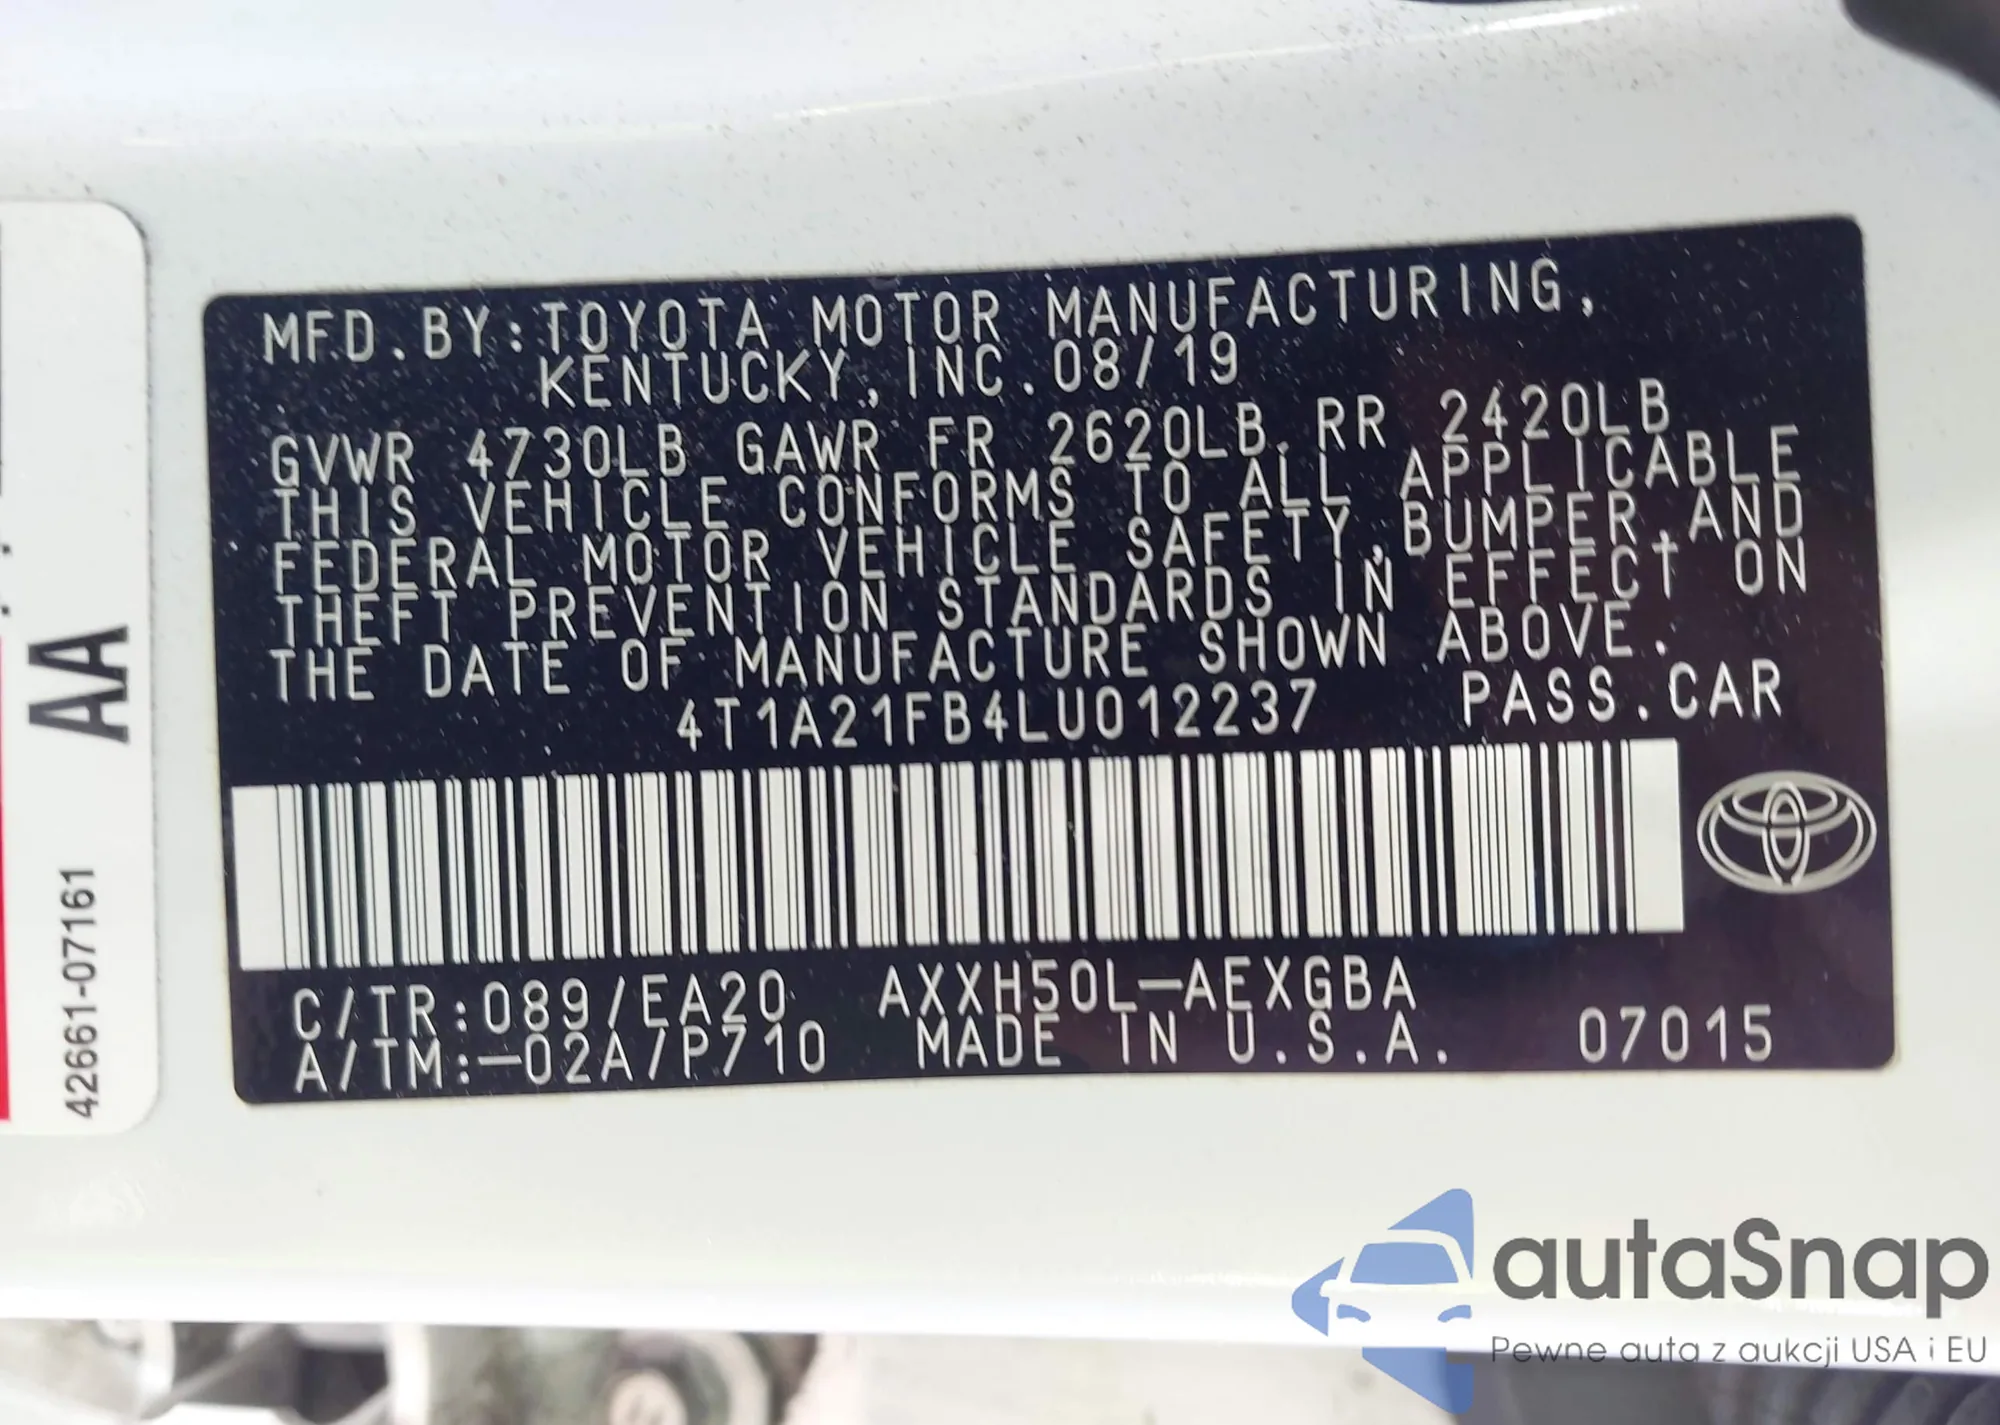 MFD.BY:TOYOTA MOTOR MANUFACTURING,
KENTUCKY,INC.08/19
GVWR 4730LB GAWR FR 2620LB,RR 2420LB
THIS VEHICLE CONFORMS TO ALL APPLICABLE
FEDERAL MOTOR VEHICLE SAFETY,BUMPER,AND
THEFT PREVENTION STANDARDS IN EFFECT ON
THE DATE OF MANUFACTURE SHOWN ABOVE.
4T1A21FB4LU012237 PASS.CAR
C/TR:089/EA20 AXXH50L-AEXGBA
A/TM:-02A/P710 MADE IN U.S.A. 07015
AA
42661-07161
autaSnap
Pewne auta z aukcji USA i EU